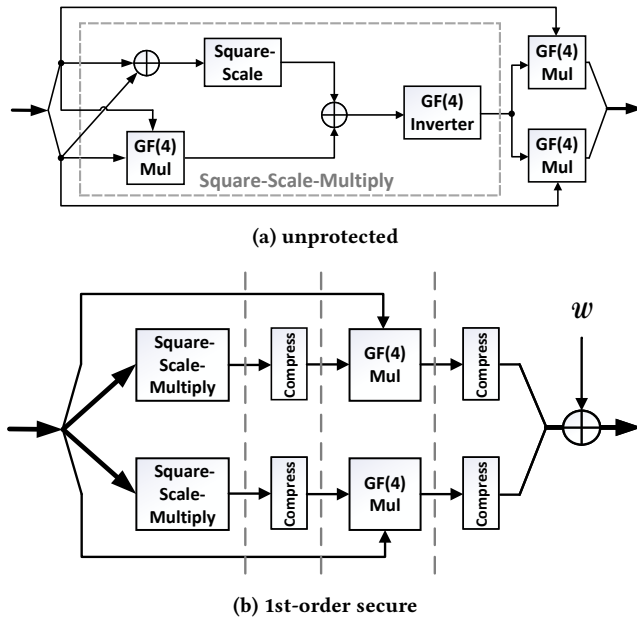 Square-
Scale
GF(4)
Mul
GF(4)
Inverter
GF(4)
Mul
GF(4)
Mul
Square-Scale-Multiply
(a) unprotected
Square-
Scale-
Multiply
Compress
GF(4)
Mul
Compress
w
Square-
Scale-
Multiply
Compress
GF(4)
Mul
Compress
(b) 1st-order secure